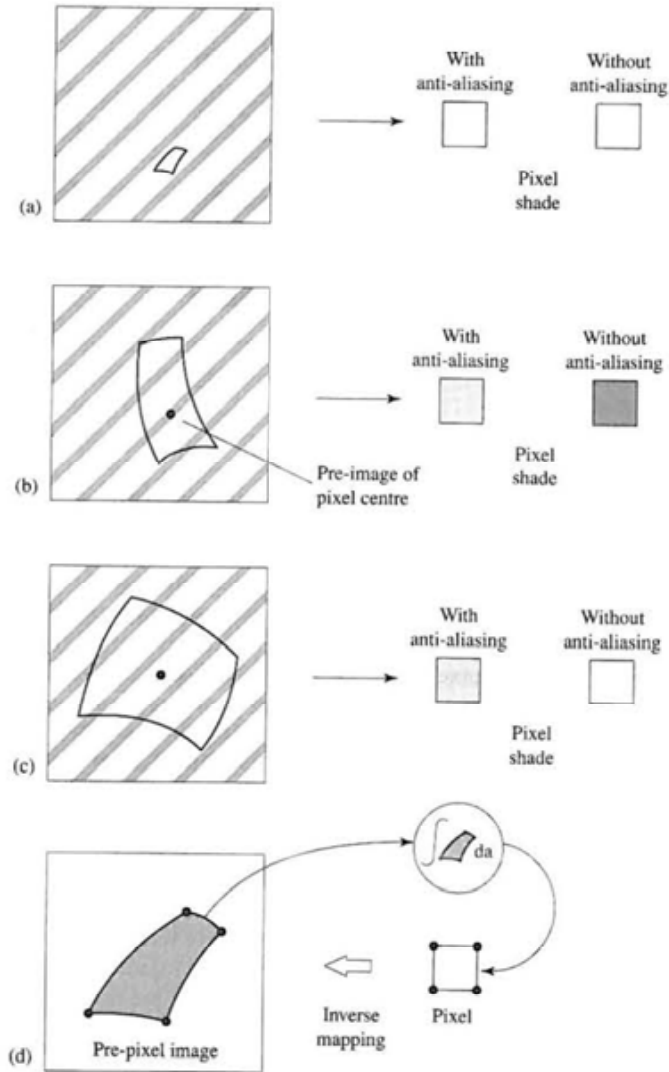 With
anti-aliasing
Without
anti-aliasing
Pixel
shade
(a)
With
anti-aliasing
Without
anti-aliasing
Pixel
shade
Pre-image of
pixel centre
(b)
With
anti-aliasing
Without
anti-aliasing
Pixel
shade
(c)
∫ da
Inverse
mapping
Pixel
Pre-pixel image
(d)